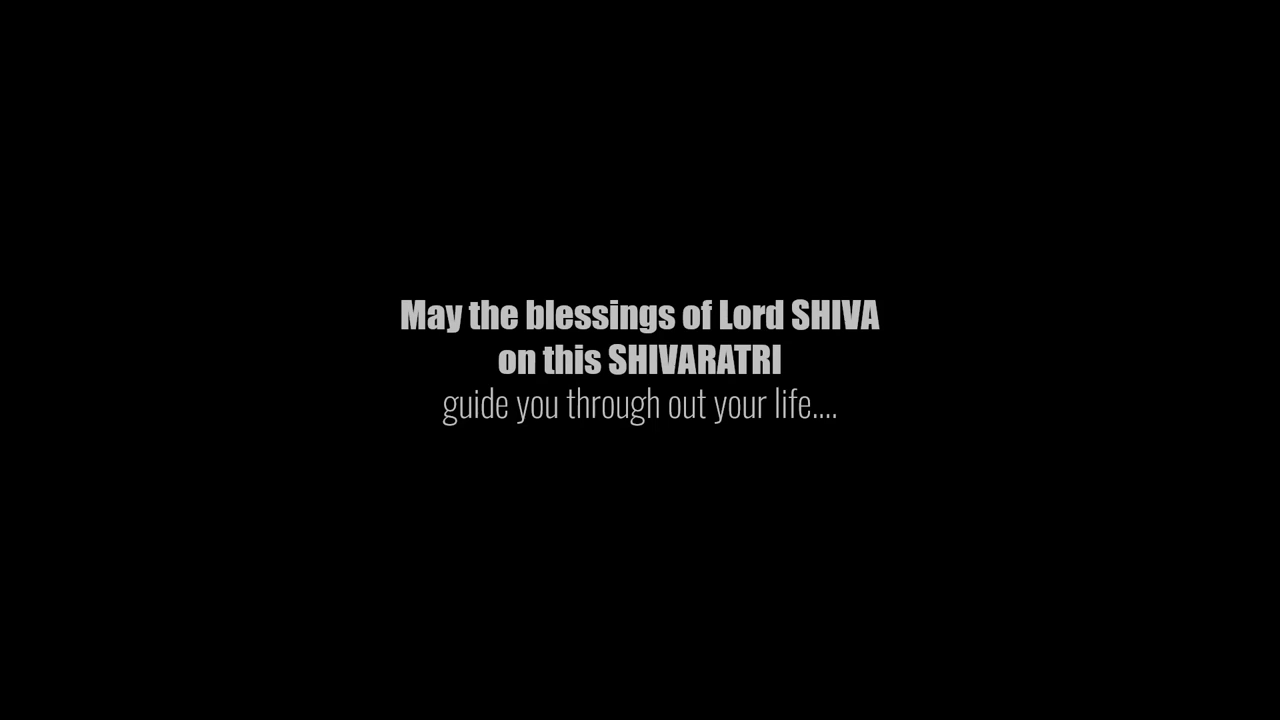 May the blessings of Lord SHIVA
on this SHIVARATRI
guide you through out your life....